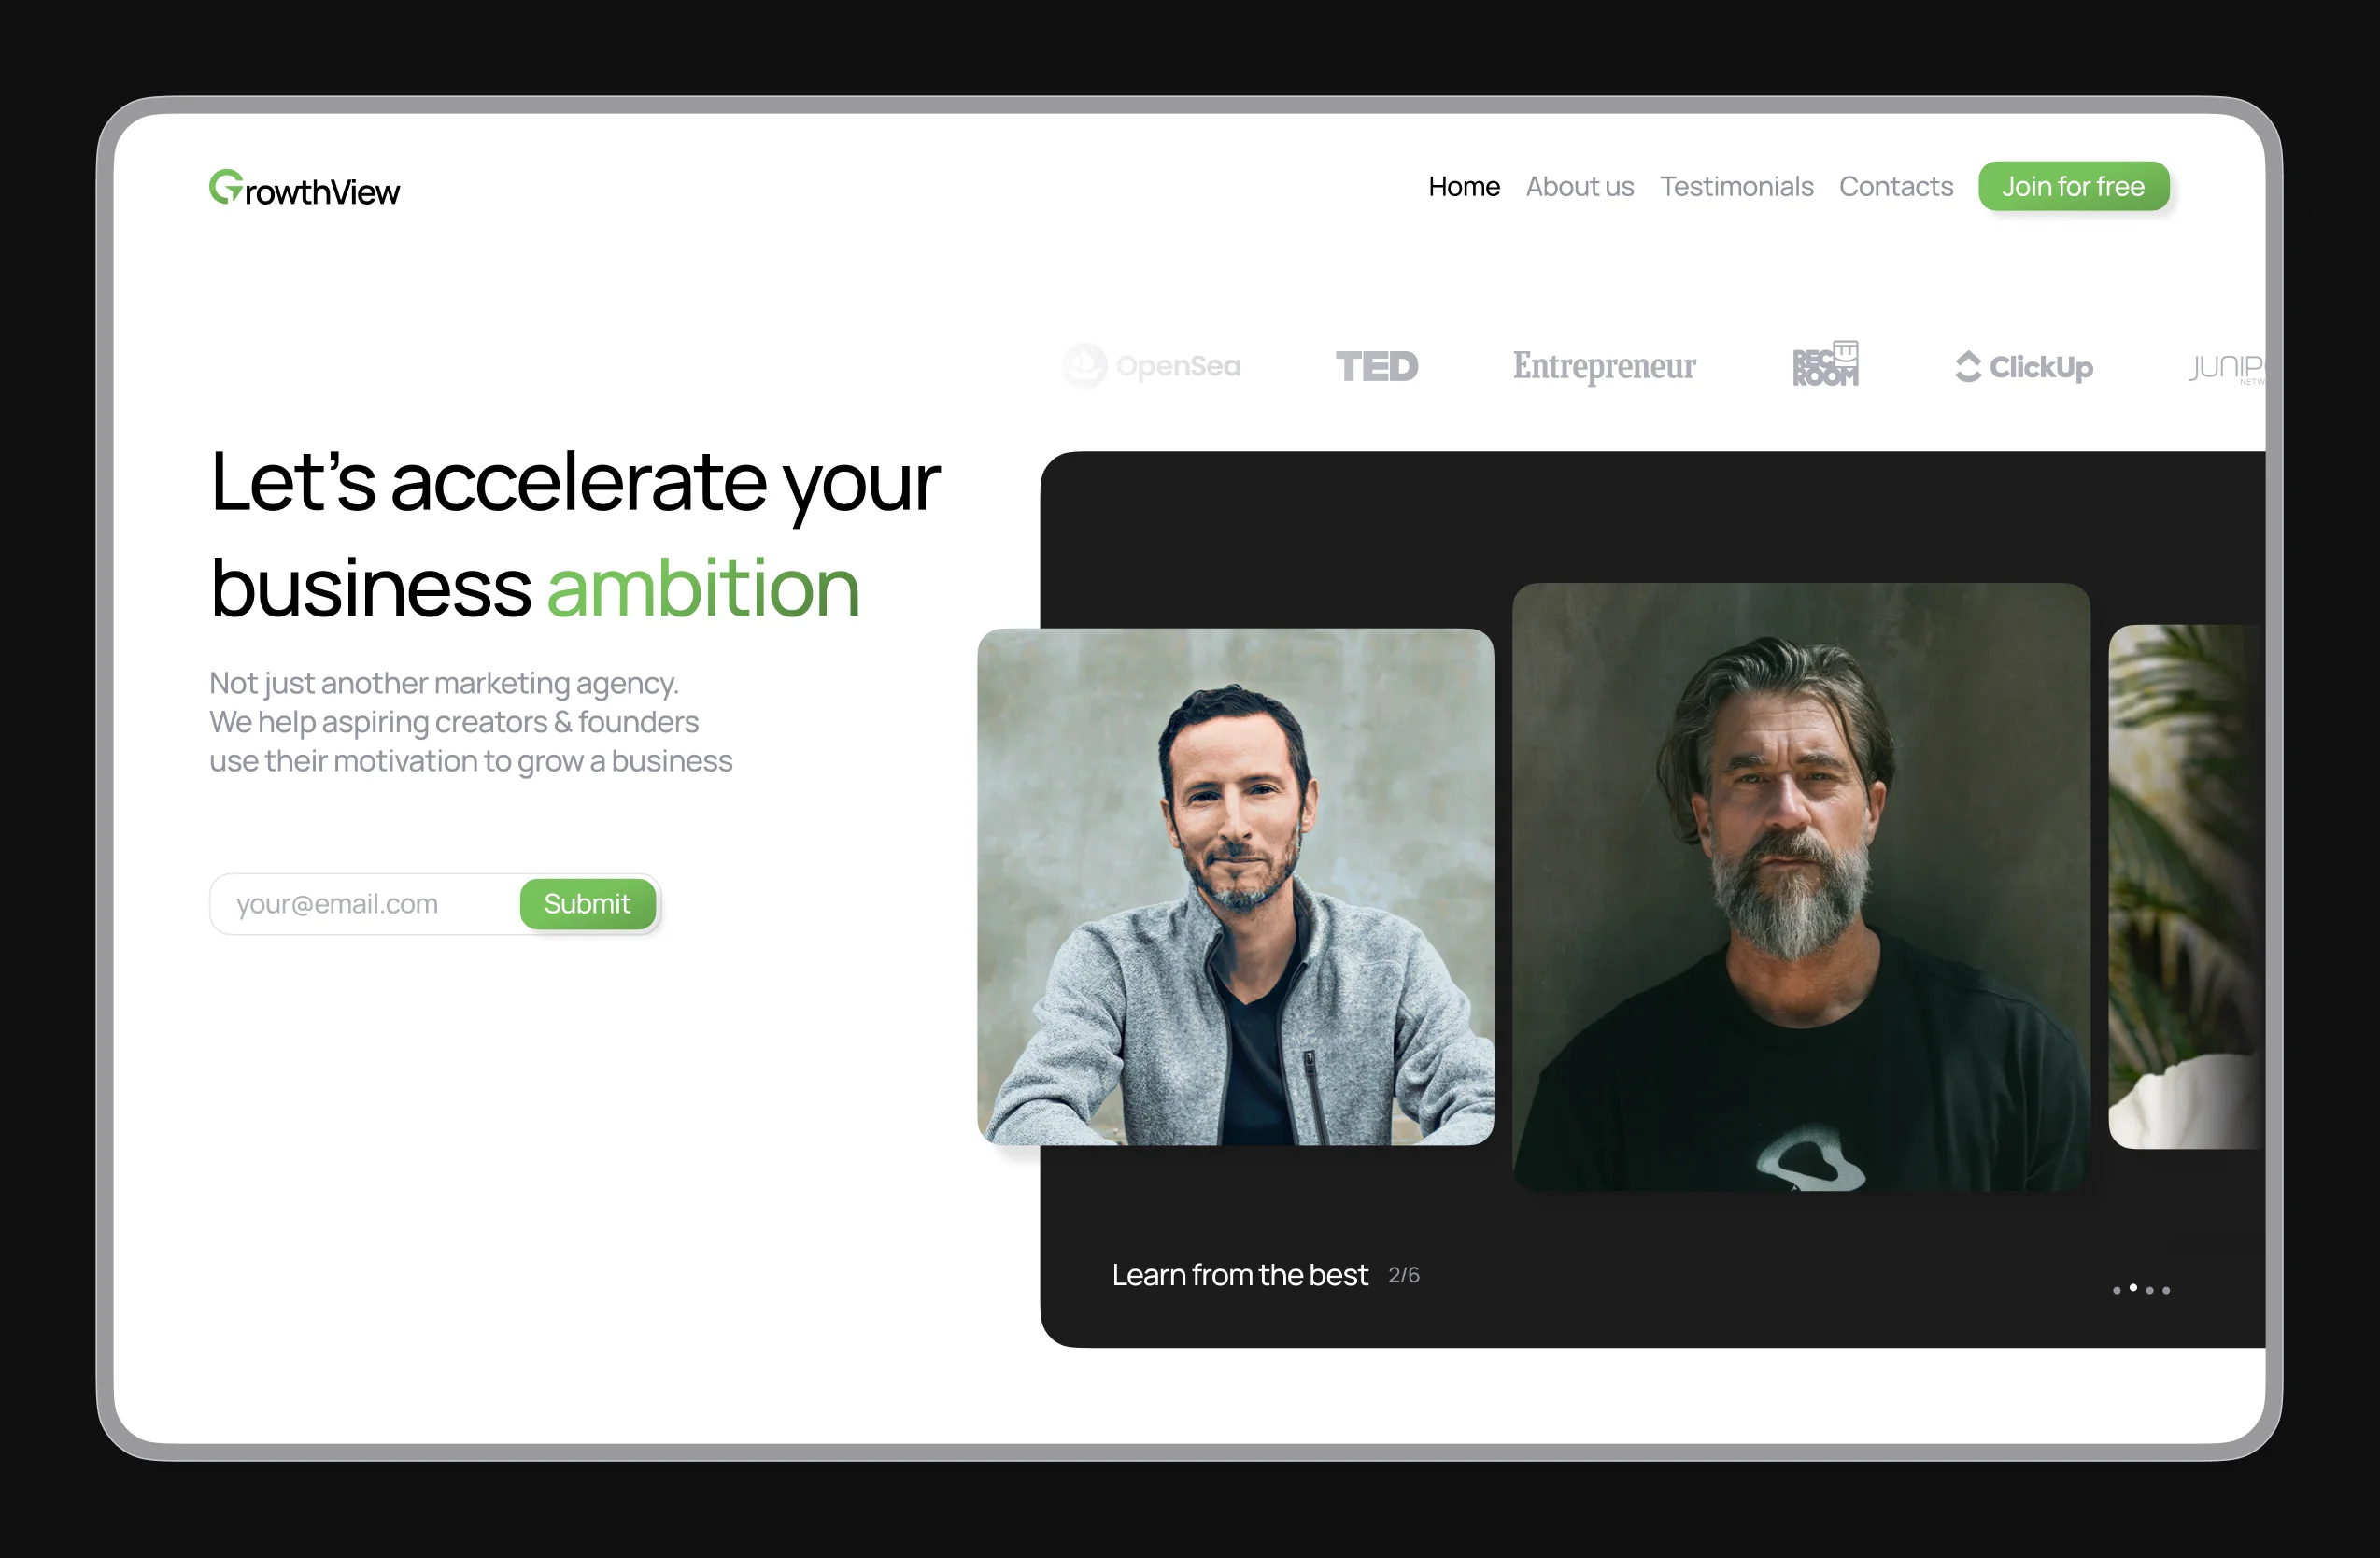 GrowthView
Home About us Testimonials Contacts Join for free
OpenSea TED Entrepreneur REC ROOM ClickUp
Let's accelerate your
business ambition
Not just another marketing agency.
We help aspiring creators & founders
use their motivation to grow a business
your@email.com Submit
Learn from the best 2/6